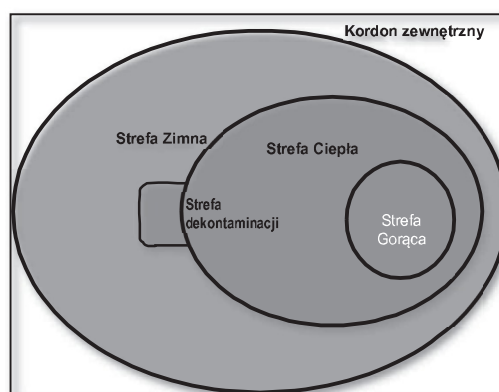 Kordon zewnętrzny
Strefa Zimna
Strefa Ciepła
Strefa
dekontaminacji
Strefa
Gorąca